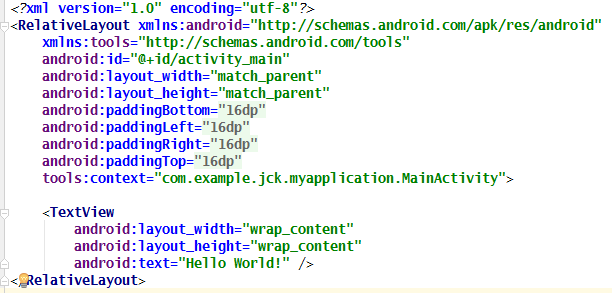 <?xml version="1.0" encoding="utf-8"?>
<RelativeLayout xmlns:android="http://schemas.android.com/apk/res/android"
    xmlns:tools="http://schemas.android.com/tools"
    android:id="@+id/activity_main"
    android:layout_width="match_parent"
    android:layout_height="match_parent"
    android:paddingBottom="16dp"
    android:paddingLeft="16dp"
    android:paddingRight="16dp"
    android:paddingTop="16dp"
    tools:context="com.example.jck.myapplication.MainActivity">
    <TextView
        android:layout_width="wrap_content"
        android:layout_height="wrap_content"
        android:text="Hello World!" />
</RelativeLayout>